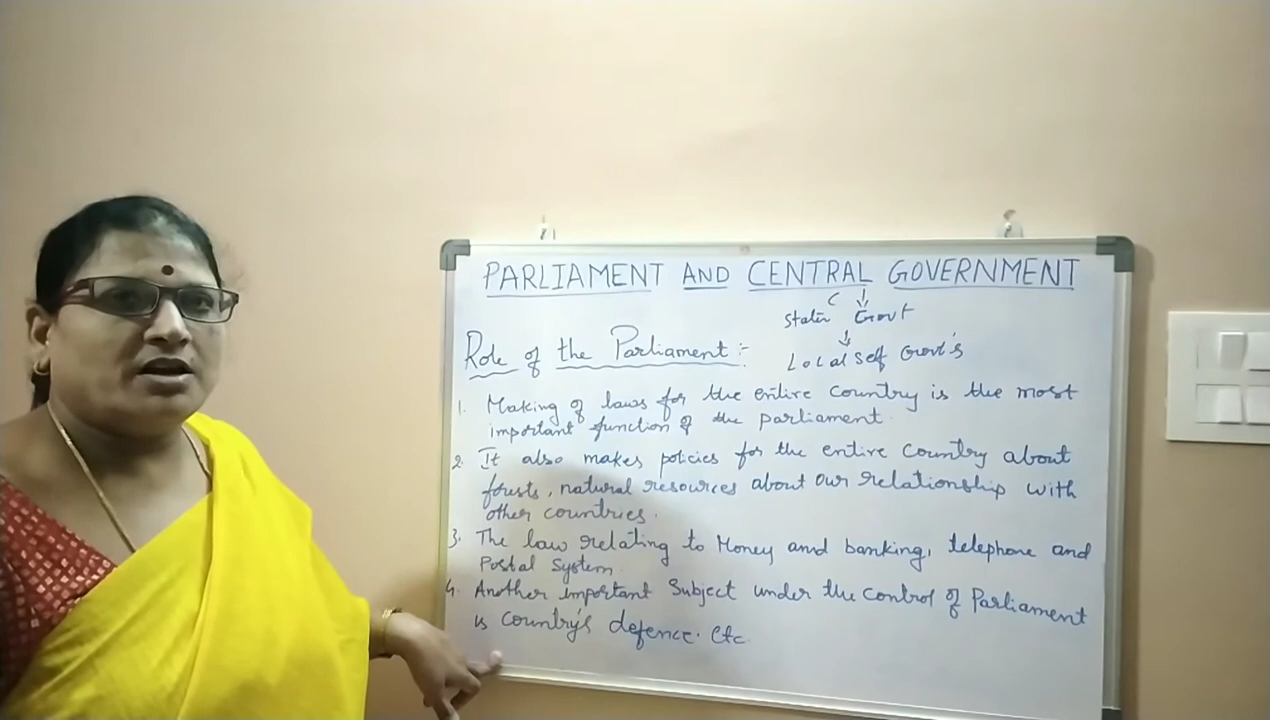 PARLIAMENT AND CENTRAL GOVERNMENT
State Govt
Local Self Govt's
Role of the Parliament :-
1. Making of laws for the entire country is the most
important function of the parliament.
2. It also makes policies for the entire country about
forests, natural resources about our relationship with
other countries.
3. The law relating to Money and banking, telephone and
Postal System.
4. Another important Subject under the control of Parliament
is country's defence. Etc.